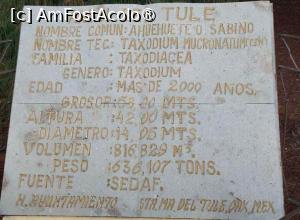 (c) AmFostAcolo®
TULE
NOMBRE COMUN: AHUEHUETE O SABINO
NOMBRE TEC: TAXODIUM MUCRONATUM
FAMILIA : TAXODIACEA
GENERO: TAXODIUM
EDAD : MAS DE 2000 AÑOS.
GROSOR: 58.00 MTS.
ALTURA : 42.00 MTS.
DIAMETRO : 14.05 MTS.
VOLUMEN : 816.829 M3.
PESO : 636,107 TONS.
FUENTE : SEDAF.
H. AYUNTAMIENTO STA. MA. DEL TULE, OAX, MEX.